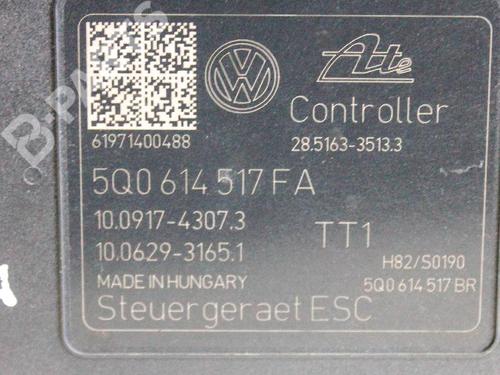 B-PARTS
Ate
Controller
61971400488
28.5163-3513.3
5Q0 614 517 FA
10.0917-4307.3
10.0629-3165.1
TT1
H82/S0190
MADE IN HUNGARY
5Q0 614 517 BR
Steuergeraet ESC